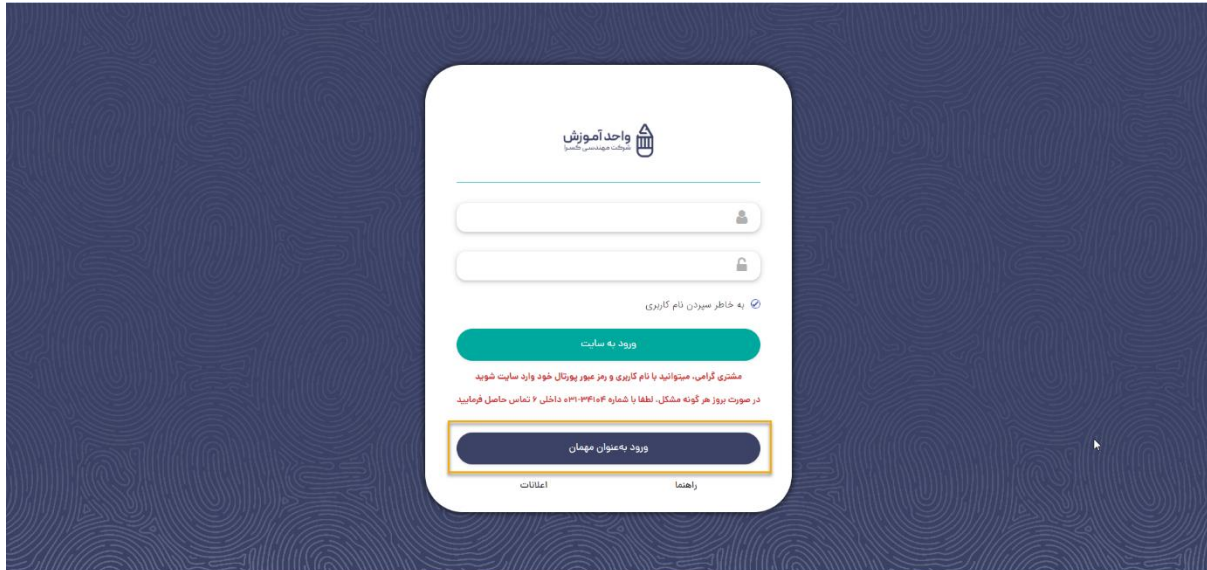 واحد آموزش
شرکت مهندسی کسرا
به خاطر سپردن نام کاربری
ورود به سایت
مشتری گرامی، میتوانید با نام کاربری و رمز عبور پورتال خود وارد سایت شوید
در صورت بروز هر گونه مشکل، لطفا با شماره ۳۴۱۰۴-۰۳۱ داخلی ۶ تماس حاصل فرمایید
ورود به‌عنوان مهمان
راهنما اعلانات